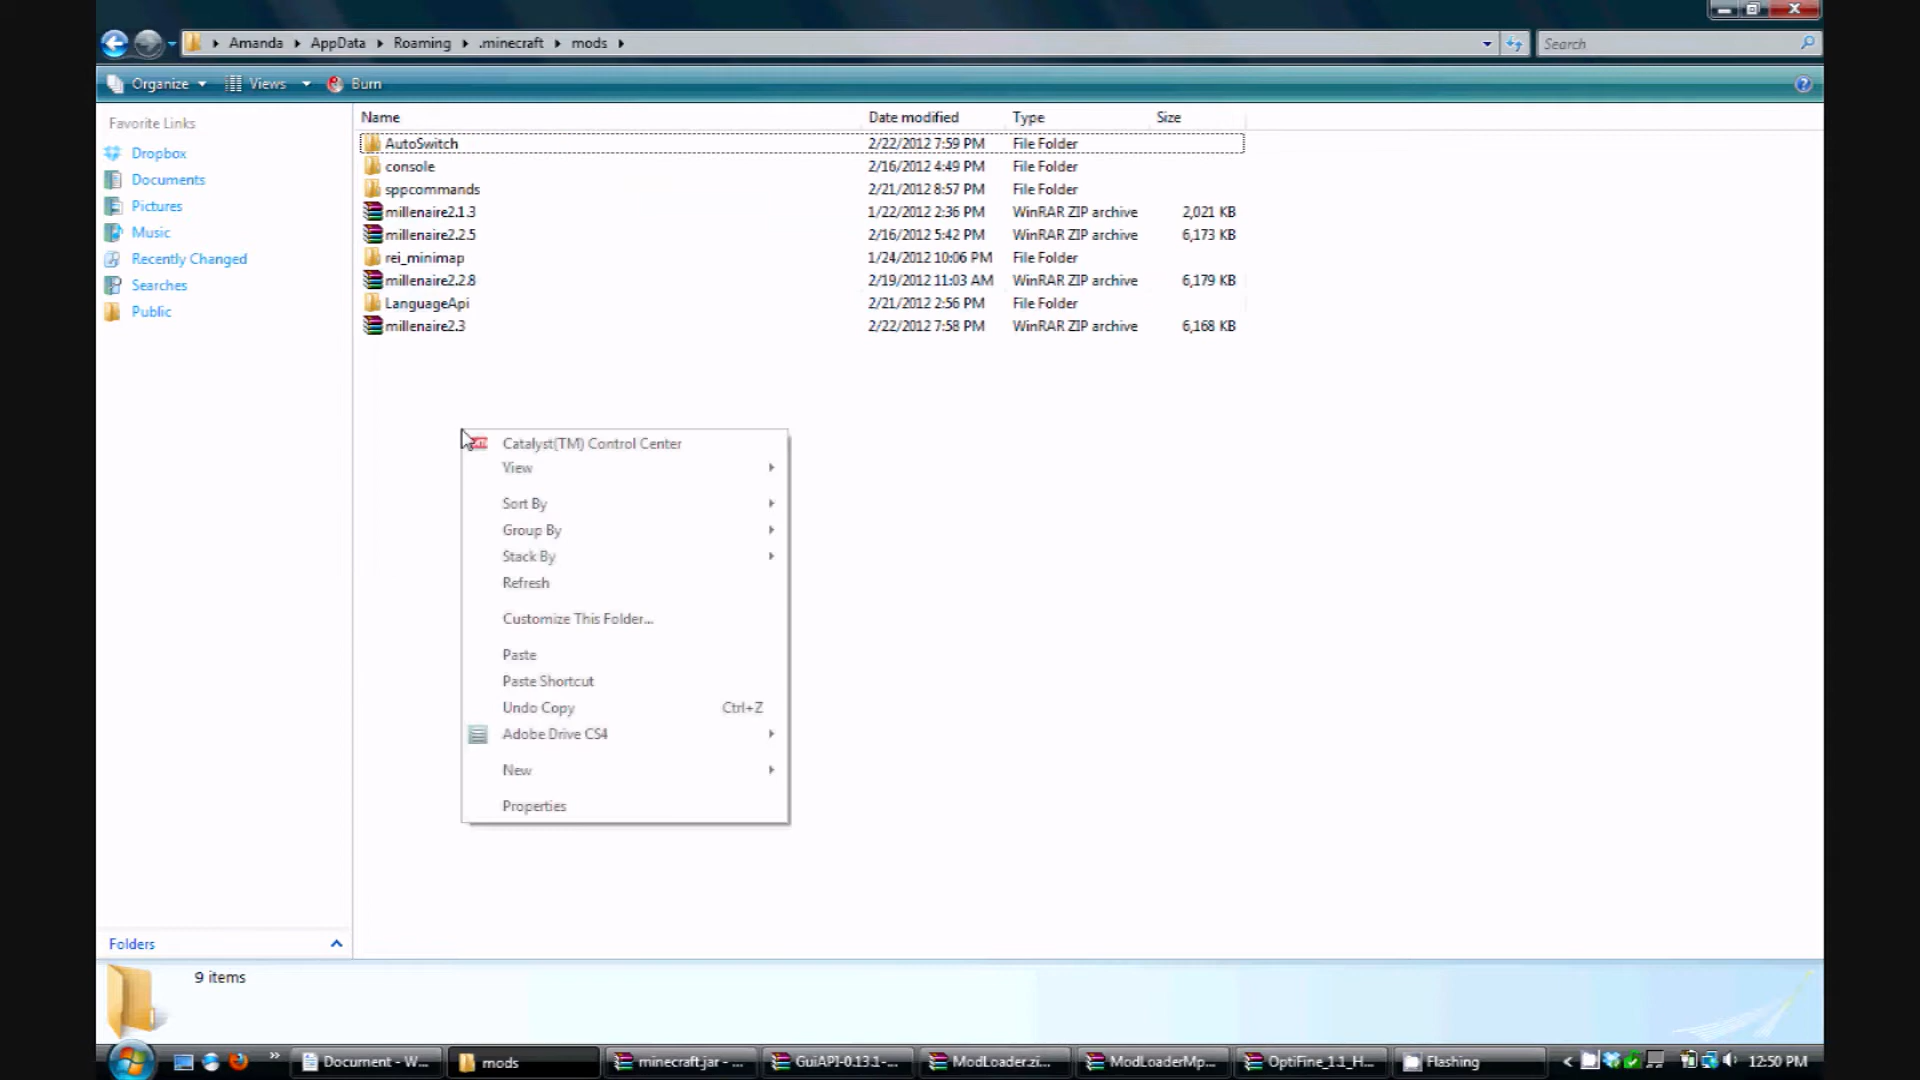 Amanda AppData Roaming .minecraft mods
Search
Organize Views Burn
Favorite Links
Dropbox
Documents
Pictures
Music
Recently Changed
Searches
Public
Name Date modified Type Size
AutoSwitch 2/22/2012 7:59 PM File Folder
console 2/16/2012 4:49 PM File Folder
sppcommands 2/21/2012 8:57 PM File Folder
millenaire2.1.3 1/22/2012 2:36 PM WinRAR ZIP archive 2,021 KB
millenaire2.2.5 2/16/2012 5:42 PM WinRAR ZIP archive 6,173 KB
rei_minimap 1/24/2012 10:06 PM File Folder
millenaire2.2.8 2/19/2012 11:03 AM WinRAR ZIP archive 6,179 KB
LanguageApi 2/21/2012 2:56 PM File Folder
millenaire2.3 2/22/2012 7:58 PM WinRAR ZIP archive 6,168 KB
Catalyst(TM) Control Center
View
Sort By
Group By
Stack By
Refresh
Customize This Folder...
Paste
Paste Shortcut
Undo Copy Ctrl+Z
Adobe Drive CS4
New
Properties
Folders
9 items
Document - W... mods minecraft.jar - ... GuiAPI-0.13.1-... ModLoader.zi... ModLoaderMp... OptiFine_1.1_H... Flashing 12:50 PM